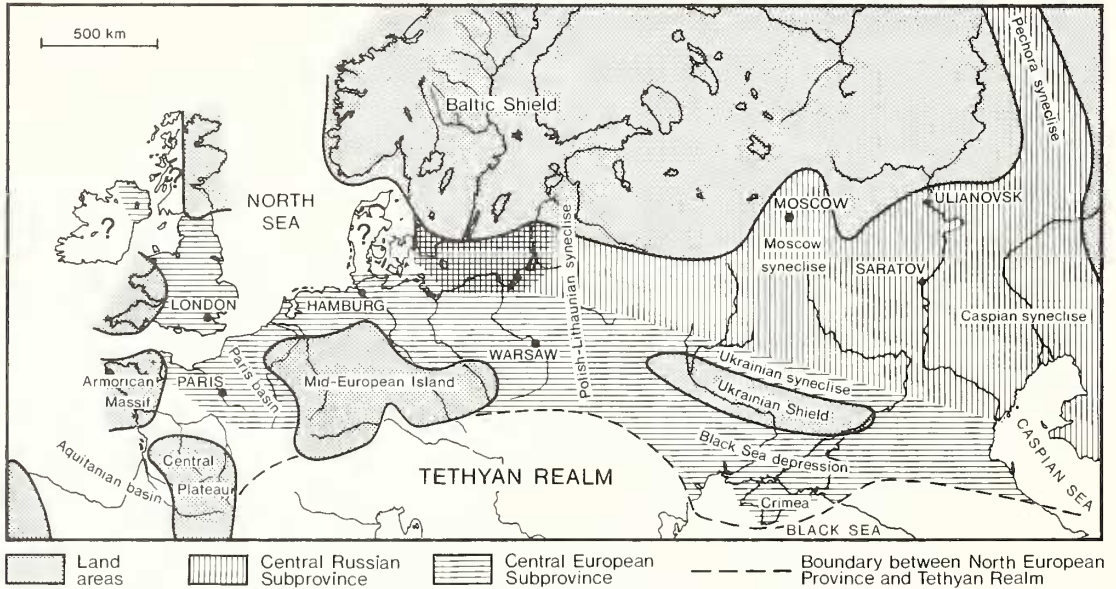 500 km
Baltic Shield
Pechora syneclise
NORTH
SEA
?
?
?
MOSCOW
ULIANOVSK
Moscow
syneclise
SARATOV
Polish-Lithuanian syneclise
LONDON
HAMBURG
Caspian syneclise
WARSAW
Ukrainian syneclise
Armorican
Massif
PARIS
Paris basin
Mid-European Island
Ukrainian Shield
Black Sea depression
CASPIAN SEA
Aquitanian basin
Central
Plateau
TETHYAN REALM
Crimea
BLACK SEA
Land
areas
Central Russian
Subprovince
Central European
Subprovince
Boundary between North European
Province and Tethyan Realm